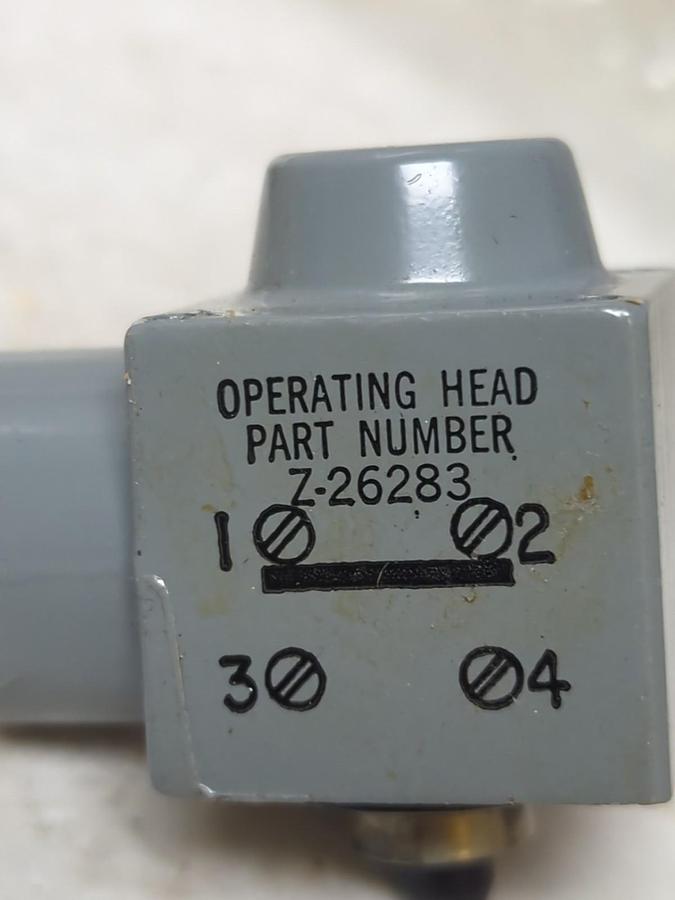 OPERATING HEAD
PART NUMBER
Z-26283
1 2
3 4